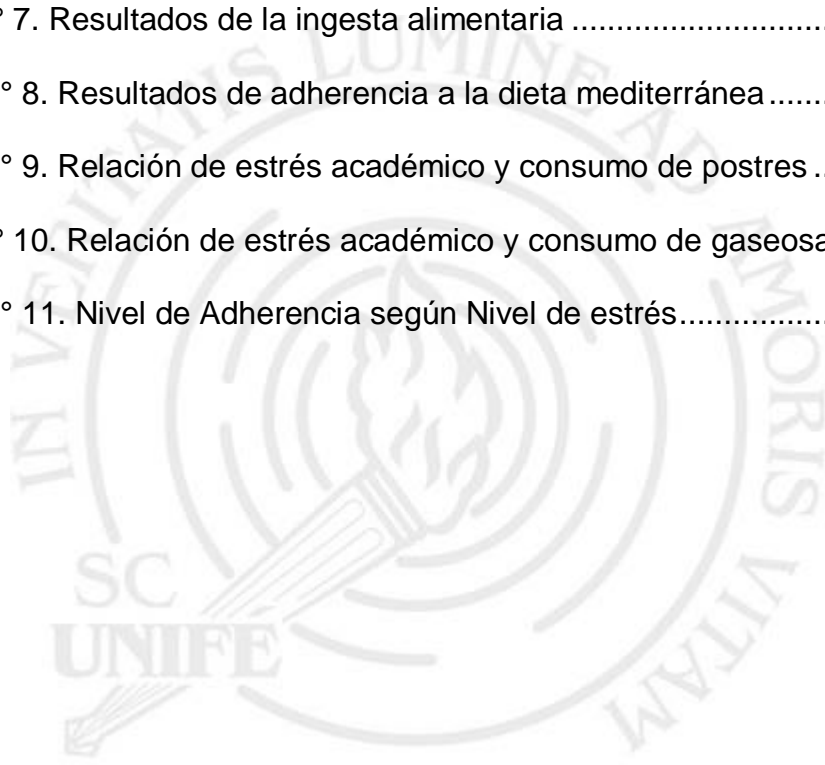 ° 7. Resultados de la ingesta alimentaria ............................
° 8. Resultados de adherencia a la dieta mediterránea .......
° 9. Relación de estrés académico y consumo de postres ..
° 10. Relación de estrés académico y consumo de gaseosa
° 11. Nivel de Adherencia según Nivel de estrés.................
IN VERITATIS LUMINE AD AMORIS VITAM
SC
UNIFE